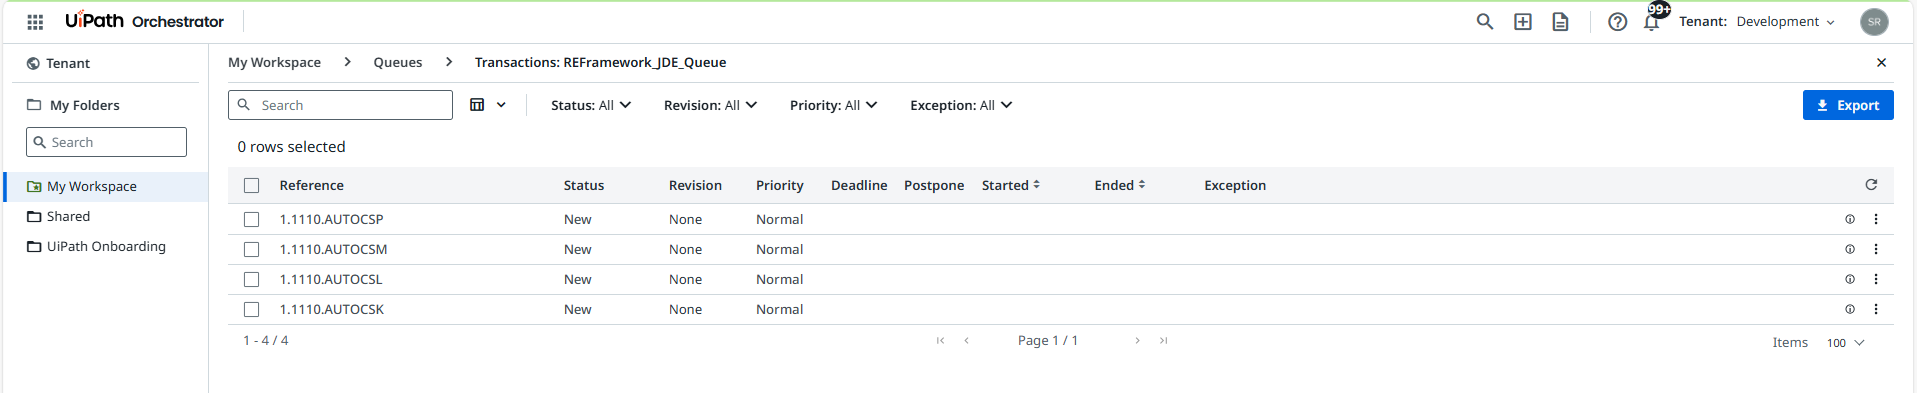 UiPath Orchestrator
99+
Tenant: Development
SR
Tenant
My Folders
Search
My Workspace
Shared
UiPath Onboarding
My Workspace > Queues > Transactions: REFramework_JDE_Queue
Search
Status: All
Revision: All
Priority: All
Exception: All
Export
0 rows selected
Reference Status Revision Priority Deadline Postpone Started Ended Exception
1.1110.AUTOCSP New None Normal
1.1110.AUTOCSM New None Normal
1.1110.AUTOCSL New None Normal
1.1110.AUTOCSK New None Normal
1 - 4 / 4
Page 1 / 1
Items 100